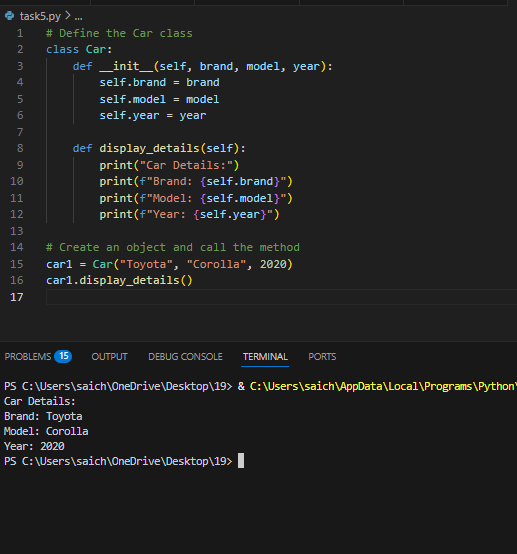 task5.py > ...
1 # Define the Car class
2 class Car:
3     def __init__(self, brand, model, year):
4         self.brand = brand
5         self.model = model
6         self.year = year
7
8     def display_details(self):
9         print("Car Details:")
10         print(f"Brand: {self.brand}")
11         print(f"Model: {self.model}")
12         print(f"Year: {self.year}")
13
14 # Create an object and call the method
15 car1 = Car("Toyota", "Corolla", 2020)
16 car1.display_details()
17
PROBLEMS 15 OUTPUT DEBUG CONSOLE TERMINAL PORTS
PS C:\Users\saich\OneDrive\Desktop\19> & C:\Users\saich\AppData\Local\Programs\Python\
Car Details:
Brand: Toyota
Model: Corolla
Year: 2020
PS C:\Users\saich\OneDrive\Desktop\19>